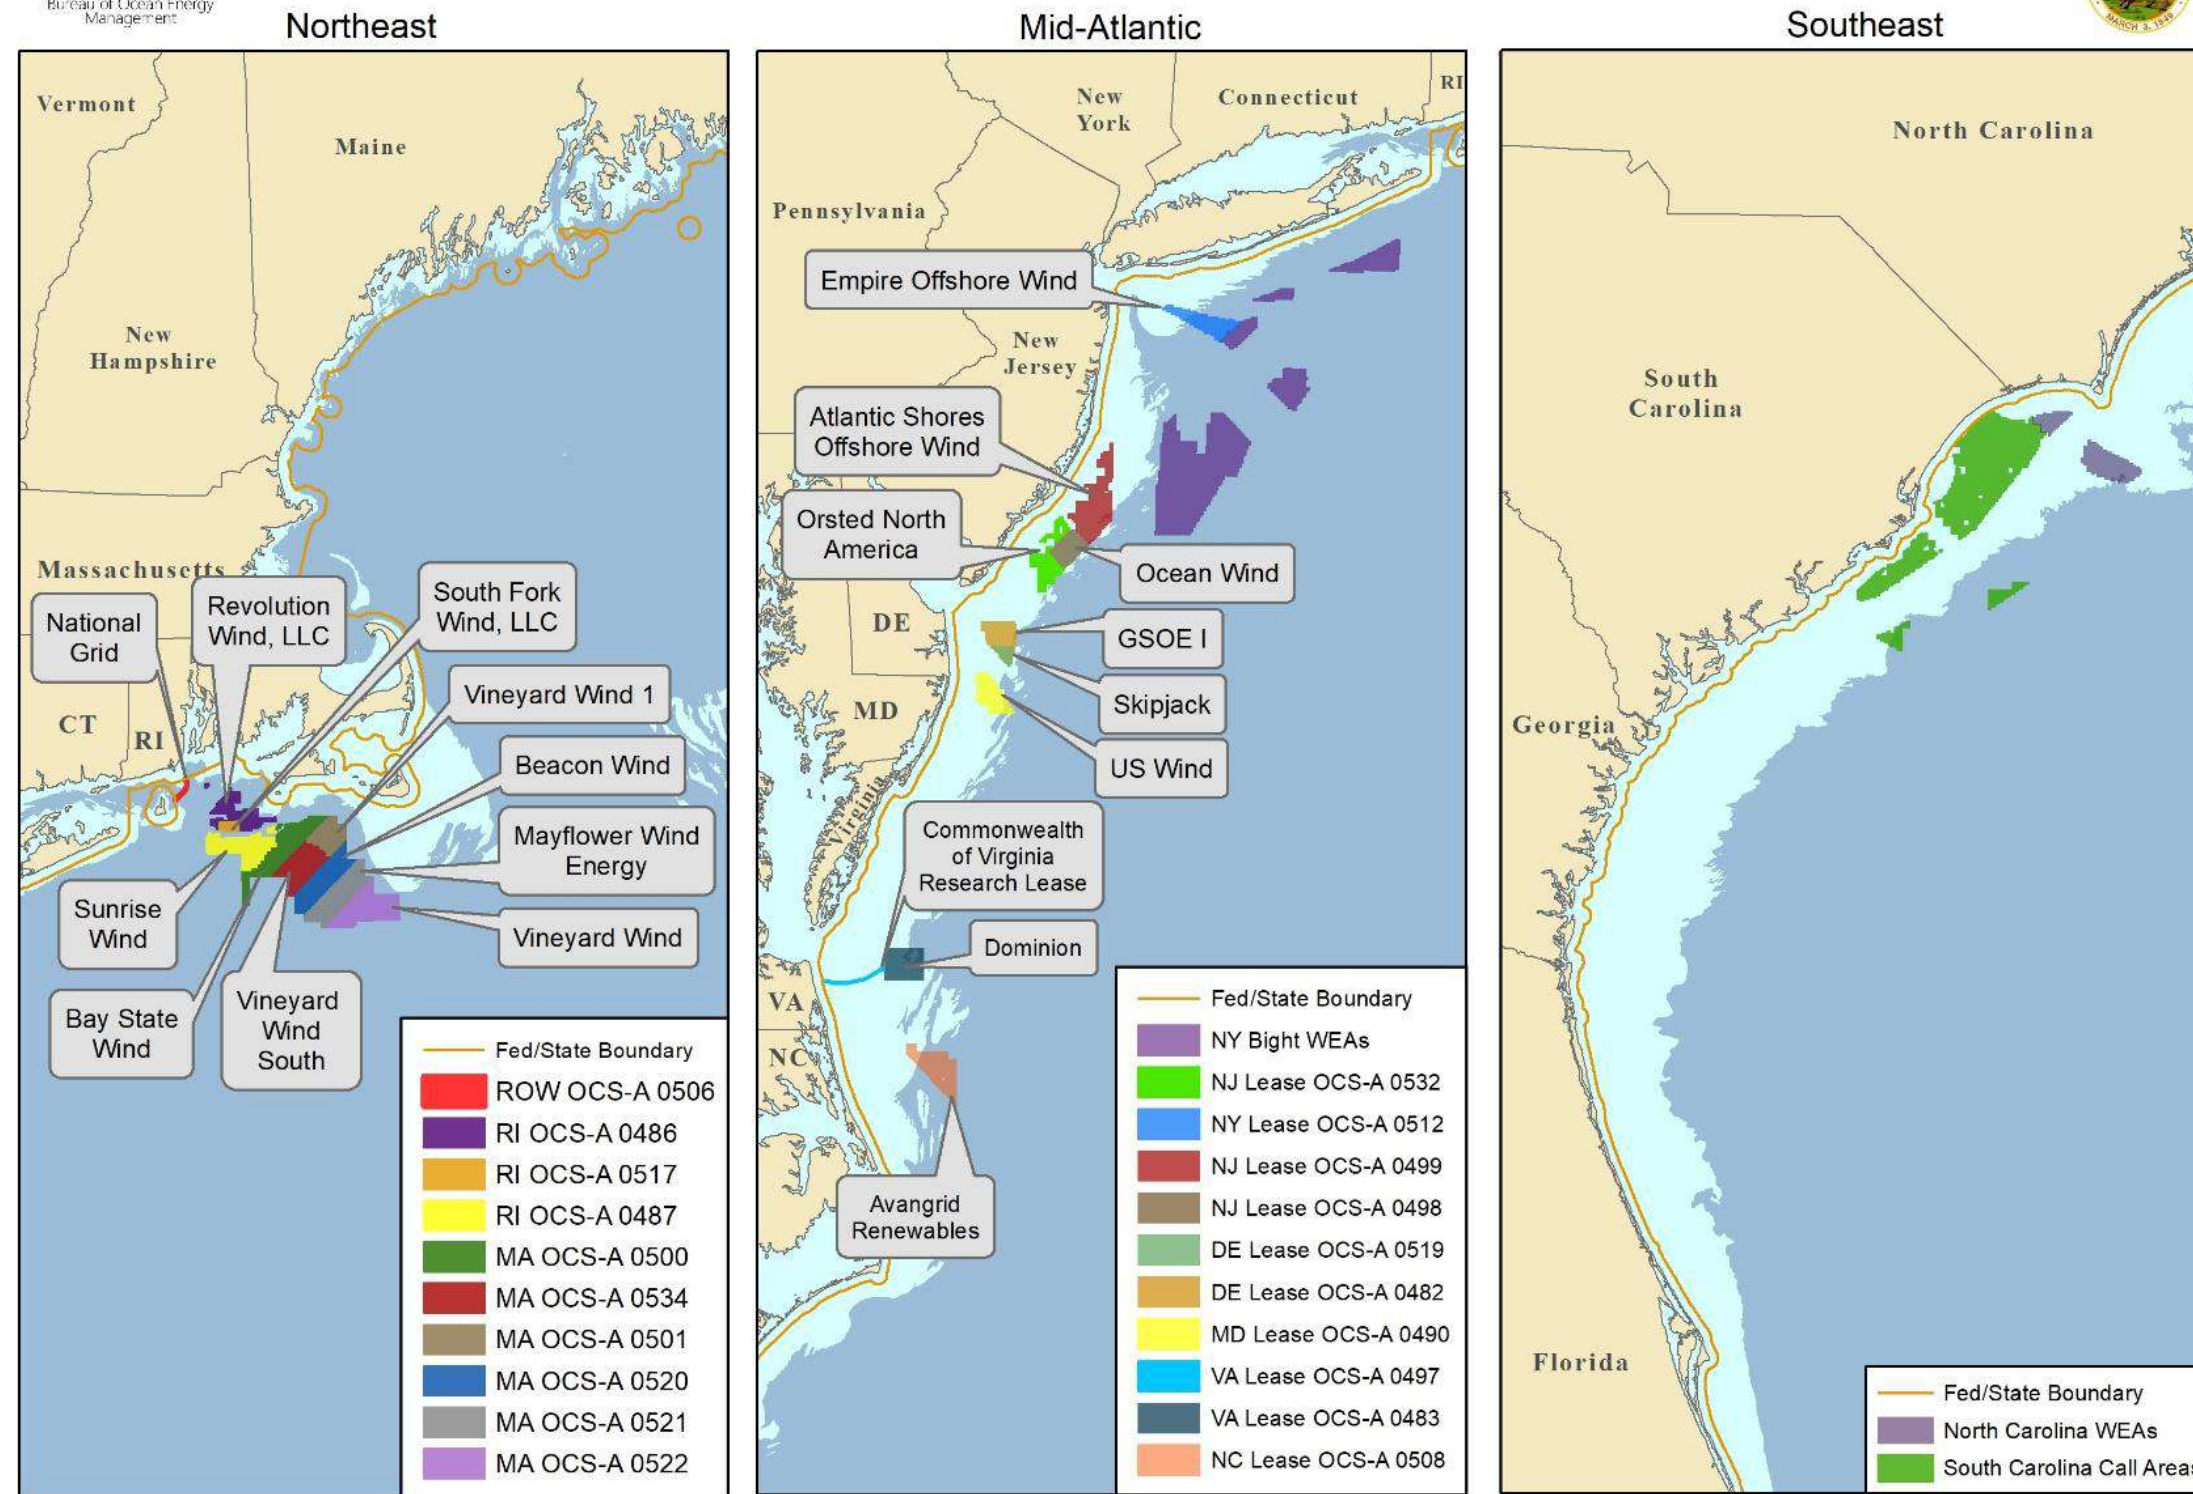 Bureau of Ocean Energy
Management
Northeast
Mid-Atlantic
Southeast
MARCH 3, 1849
Vermont
Maine
New
Hampshire
Massachusetts
National
Grid
Revolution
Wind, LLC
South Fork
Wind, LLC
Vineyard Wind 1
CT
RI
Beacon Wind
Mayflower Wind
Energy
Sunrise
Wind
Vineyard Wind
Bay State
Wind
Vineyard
Wind
South
Fed/State Boundary
ROW OCS-A 0506
RI OCS-A 0486
RI OCS-A 0517
RI OCS-A 0487
MA OCS-A 0500
MA OCS-A 0534
MA OCS-A 0501
MA OCS-A 0520
MA OCS-A 0521
MA OCS-A 0522
New
York
Connecticut
RI
Pennsylvania
Empire Offshore Wind
New
Jersey
Atlantic Shores
Offshore Wind
Orsted North
America
Ocean Wind
DE
GSOE I
Skipjack
MD
US Wind
Virginia
Commonwealth
of Virginia
Research Lease
Dominion
VA
NC
Avangrid
Renewables
Fed/State Boundary
NY Bight WEAs
NJ Lease OCS-A 0532
NY Lease OCS-A 0512
NJ Lease OCS-A 0499
NJ Lease OCS-A 0498
DE Lease OCS-A 0519
DE Lease OCS-A 0482
MD Lease OCS-A 0490
VA Lease OCS-A 0497
VA Lease OCS-A 0483
NC Lease OCS-A 0508
North Carolina
South
Carolina
Georgia
Florida
Fed/State Boundary
North Carolina WEAs
South Carolina Call Areas